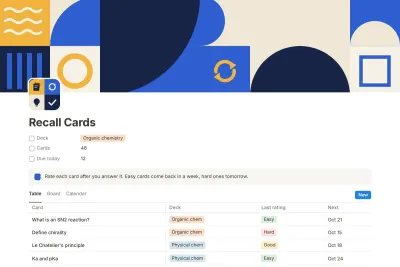 Recall Cards
Deck Organic chemistry
Cards 48
Due today 12
Rate each card after you answer it. Easy cards come back in a week, hard ones tomorrow.
Table Board Calendar New
Card Deck Last rating Next
What is an SN2 reaction? Organic chem Easy Oct 21
Define chirality Organic chem Hard Oct 15
Le Chatelier's principle Physical chem Good Oct 18
Ka and pKa Physical chem Easy Oct 24